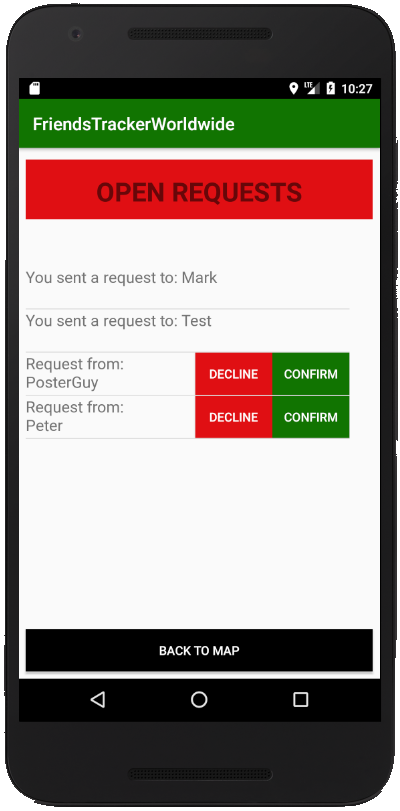 LTE 10:27
FriendsTrackerWorldwide
OPEN REQUESTS
You sent a request to: Mark
You sent a request to: Test
Request from:
PosterGuy
DECLINE CONFIRM
Request from:
Peter
DECLINE CONFIRM
BACK TO MAP